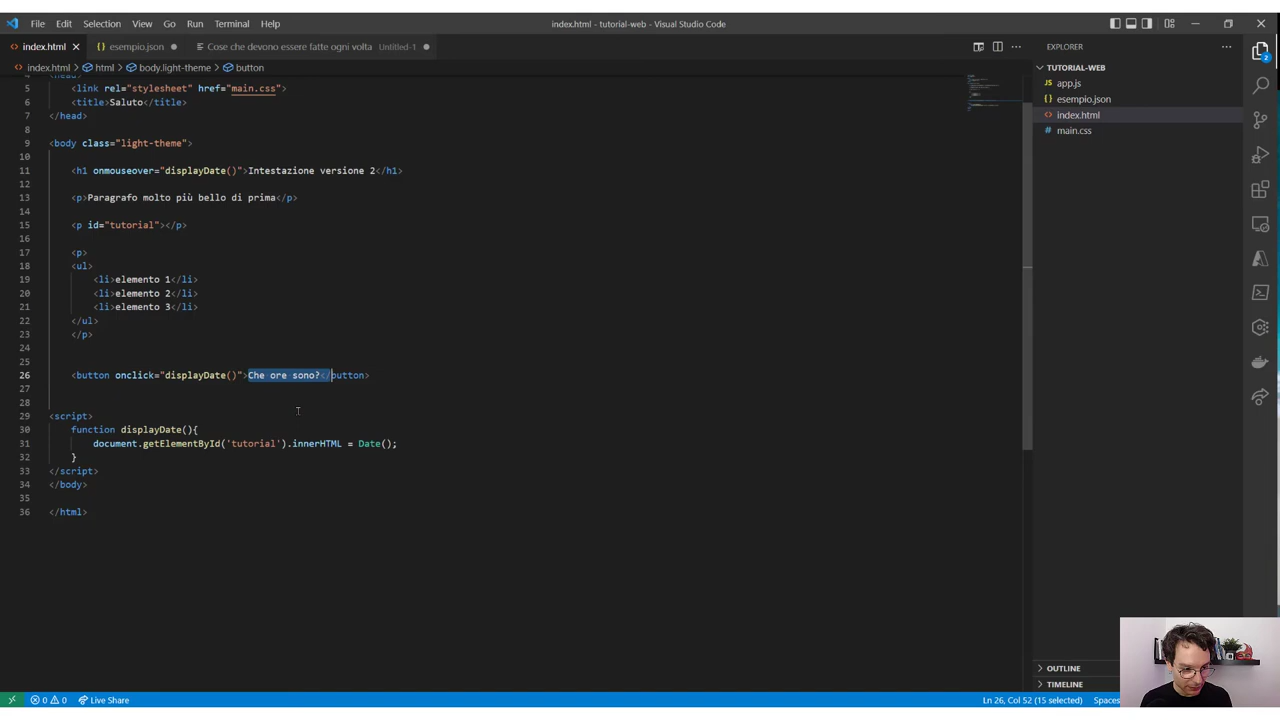 File Edit Selection View Go Run Terminal Help
index.html - tutorial-web - Visual Studio Code
index.html
esempio.json
Cose che devono essere fatte ogni volta Untitled-1
index.html > html > body.light-theme > button
4 <head>
5 <link rel="stylesheet" href="main.css">
6 <title>Saluto</title>
7 </head>
8
9 <body class="light-theme">
10
11 <h1 onmouseover="displayDate()">Intestazione versione 2</h1>
12
13 <p>Paragrafo molto più bello di prima</p>
14
15 <p id="tutorial"></p>
16
17 <p>
18 <ul>
19 <li>elemento 1</li>
20 <li>elemento 2</li>
21 <li>elemento 3</li>
22 </ul>
23 </p>
24
25
26 <button onclick="displayDate()">Che ore sono?</button>
27
28
29 <script>
30 function displayDate(){
31 document.getElementById('tutorial').innerHTML = Date();
32 }
33 </script>
34 </body>
35
36 </html>
EXPLORER
TUTORIAL-WEB
app.js
esempio.json
index.html
main.css
2
OUTLINE
TIMELINE
0 0 Live Share
Ln 26, Col 52 (15 selected) Spaces